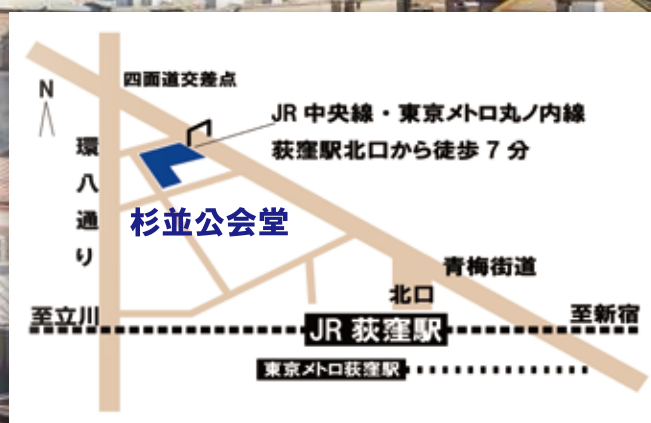 四面道交差点
N
JR 中央線・東京メトロ丸ノ内線
荻窪駅北口から徒歩 7 分
環八通り
杉並公会堂
青梅街道
北口
至立川
JR 荻窪駅
至新宿
東京メトロ荻窪駅